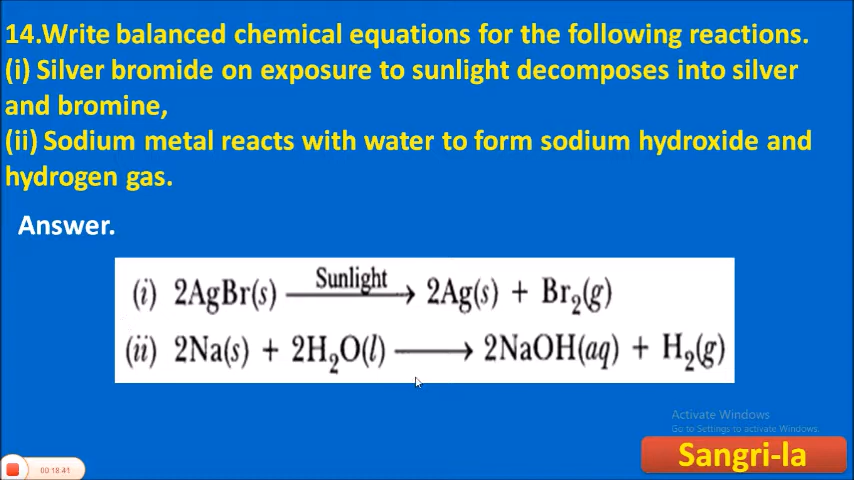 14.Write balanced chemical equations for the following reactions.
(i) Silver bromide on exposure to sunlight decomposes into silver
and bromine,
(ii) Sodium metal reacts with water to form sodium hydroxide and
hydrogen gas.
Answer.
(i) 2AgBr(s) Sunlight→ 2Ag(s) + Br₂(g)
(ii) 2Na(s) + 2H₂O(l) → 2NaOH(aq) + H₂(g)
Activate Windows
Go to Settings to activate Windows.
Sangri-la
00 18 41